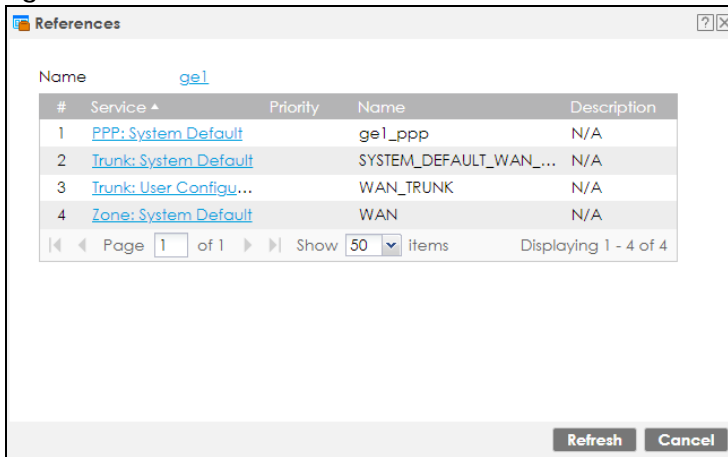 References
Name ge1
# Service Priority Name Description
1 PPP: System Default ge1_ppp N/A
2 Trunk: System Default SYSTEM_DEFAULT_WAN_... N/A
3 Trunk: User Configu... WAN_TRUNK N/A
4 Zone: System Default WAN N/A
Page 1 of 1 Show 50 items Displaying 1 - 4 of 4
Refresh Cancel